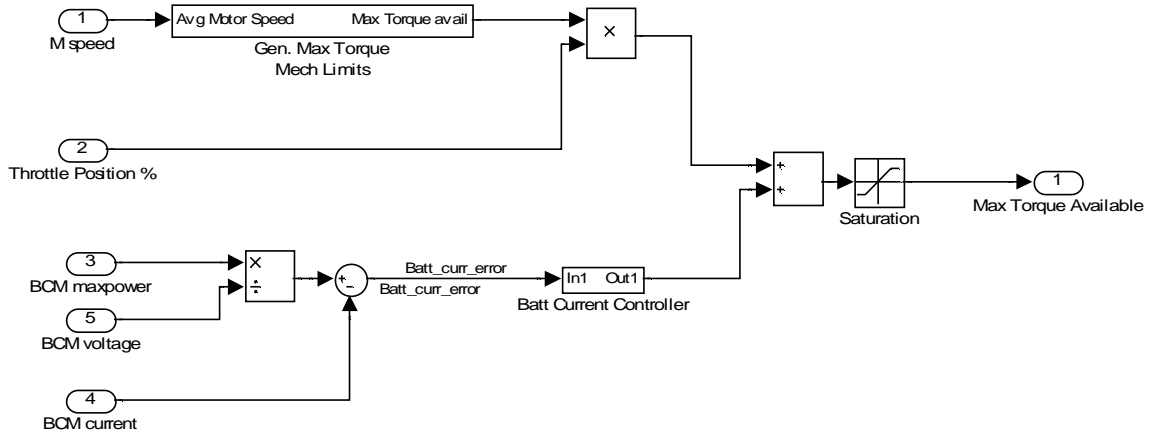 1
M speed
Avg Motor Speed Max Torque avail
Gen. Max Torque
Mech Limits
×
2
Throttle Position %
+
+
Saturation
1
Max Torque Available
3
BCM maxpower
×
÷
5
BCM voltage
+
−
Batt_curr_error
Batt_curr_error
In1 Out1
Batt Current Controller
4
BCM current